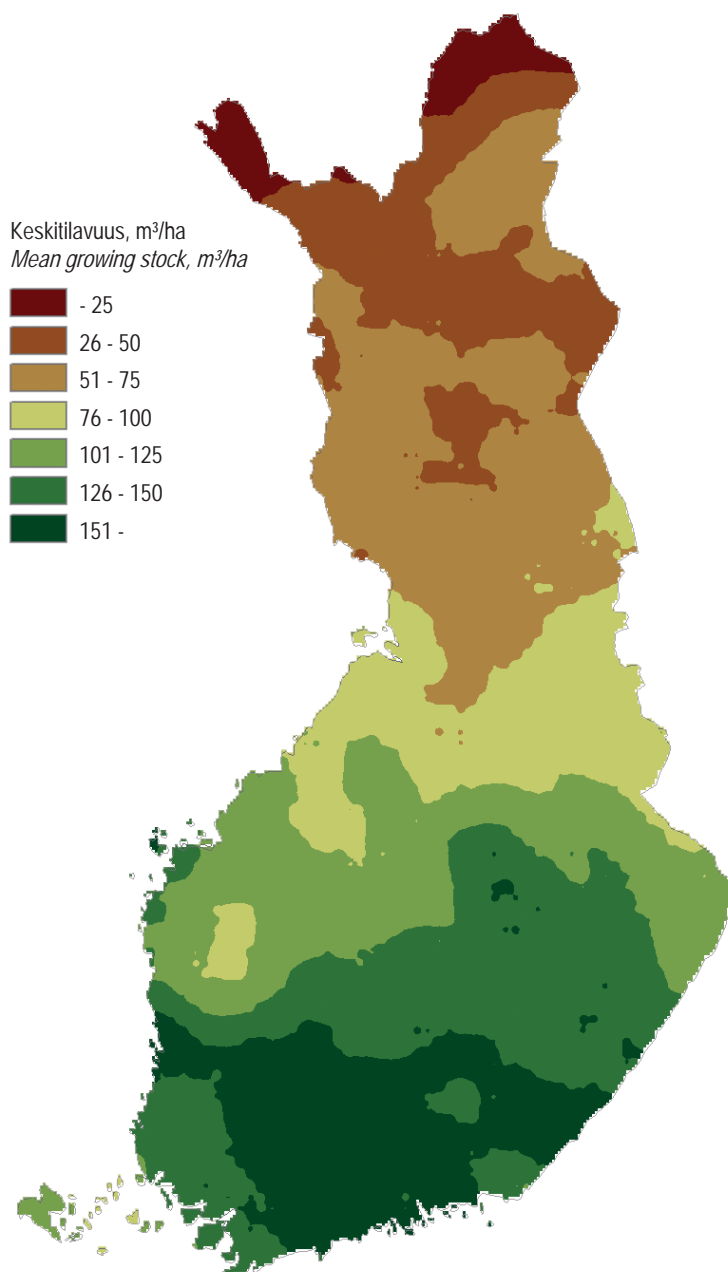 Keskitilavuus, m³/ha
Mean growing stock, m³/ha
- 25
26 - 50
51 - 75
76 - 100
101 - 125
126 - 150
151 -